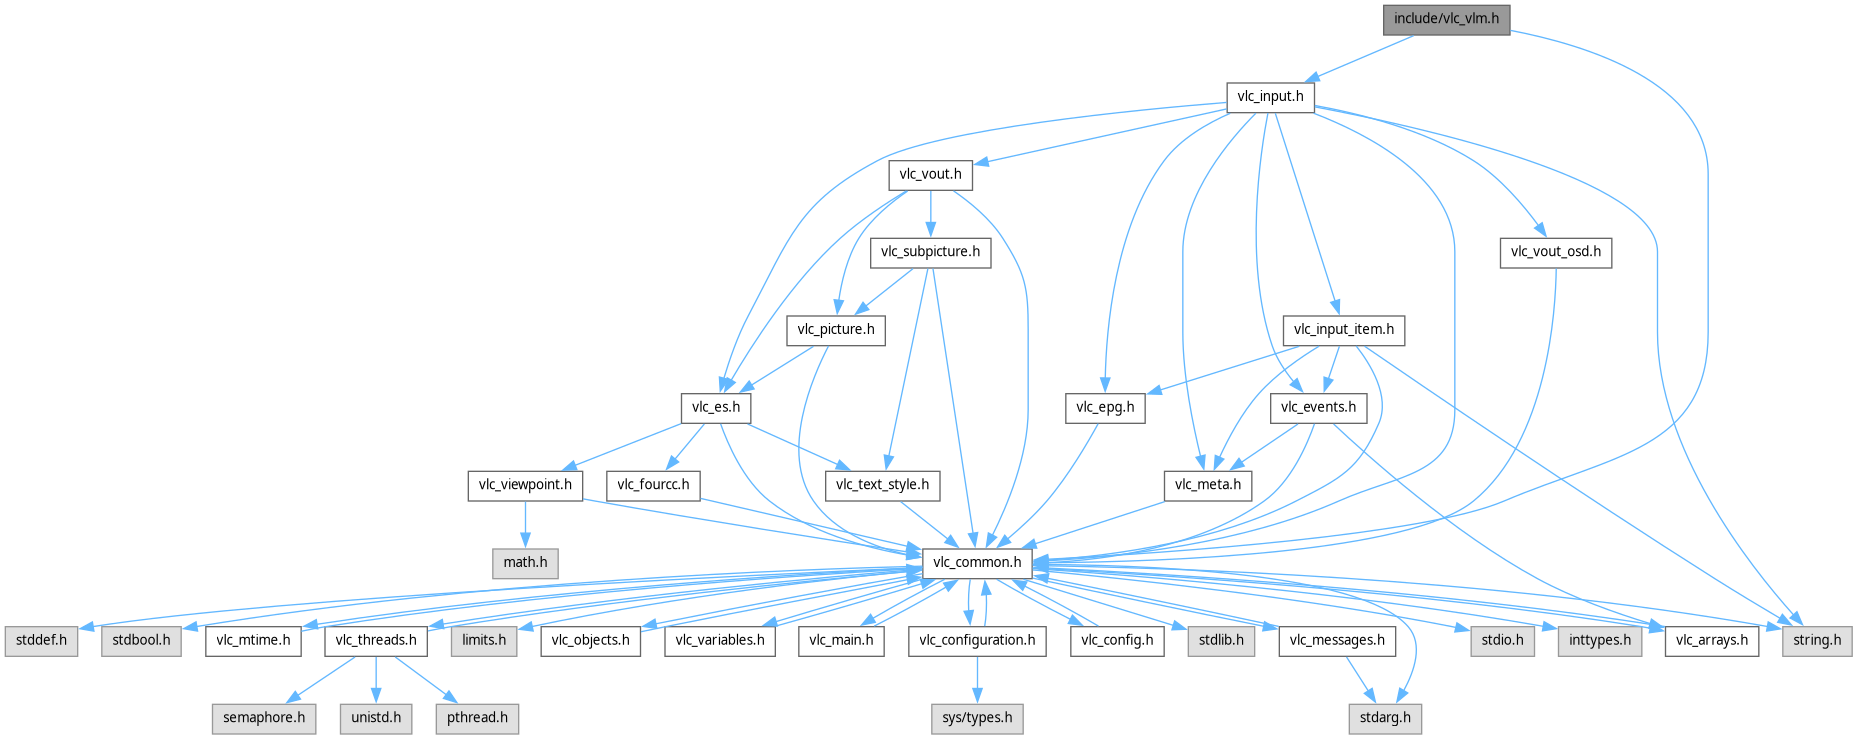 include/vlc_vlm.h
vlc_input.h
vlc_vout.h
vlc_subpicture.h
vlc_vout_osd.h
vlc_picture.h
vlc_input_item.h
vlc_es.h
vlc_epg.h
vlc_events.h
vlc_viewpoint.h
vlc_fourcc.h
vlc_text_style.h
vlc_meta.h
math.h
vlc_common.h
stddef.h
stdbool.h
vlc_mtime.h
vlc_threads.h
limits.h
vlc_objects.h
vlc_variables.h
vlc_main.h
vlc_configuration.h
vlc_config.h
stdlib.h
vlc_messages.h
stdio.h
inttypes.h
vlc_arrays.h
string.h
semaphore.h
unistd.h
pthread.h
sys/types.h
stdarg.h